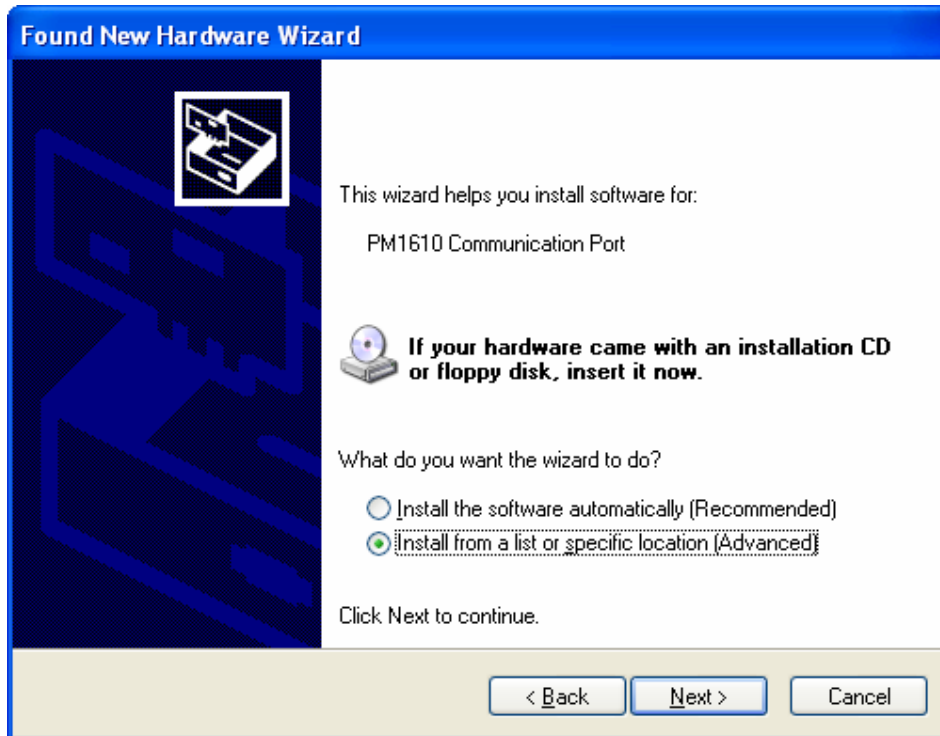 Found New Hardware Wizard
This wizard helps you install software for:
PM1610 Communication Port
If your hardware came with an installation CD
or floppy disk, insert it now.
What do you want the wizard to do?
Install the software automatically (Recommended)
Install from a list or specific location (Advanced)
Click Next to continue.
< Back
Next >
Cancel